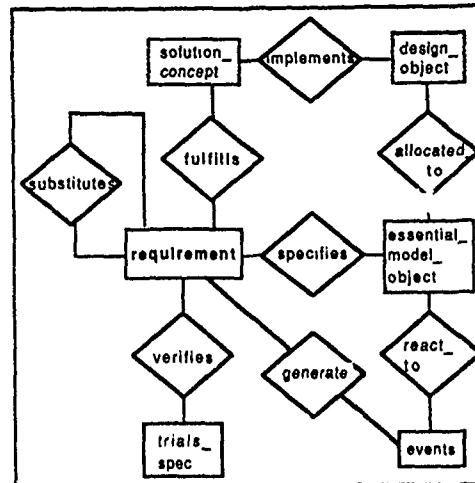 solution_
concept
implements
design_
object
fulfills
allocated_
to
substitutes
requirement
specifies
essential_
model_
object
verifies
generate
react_
to
trials_
spec
events